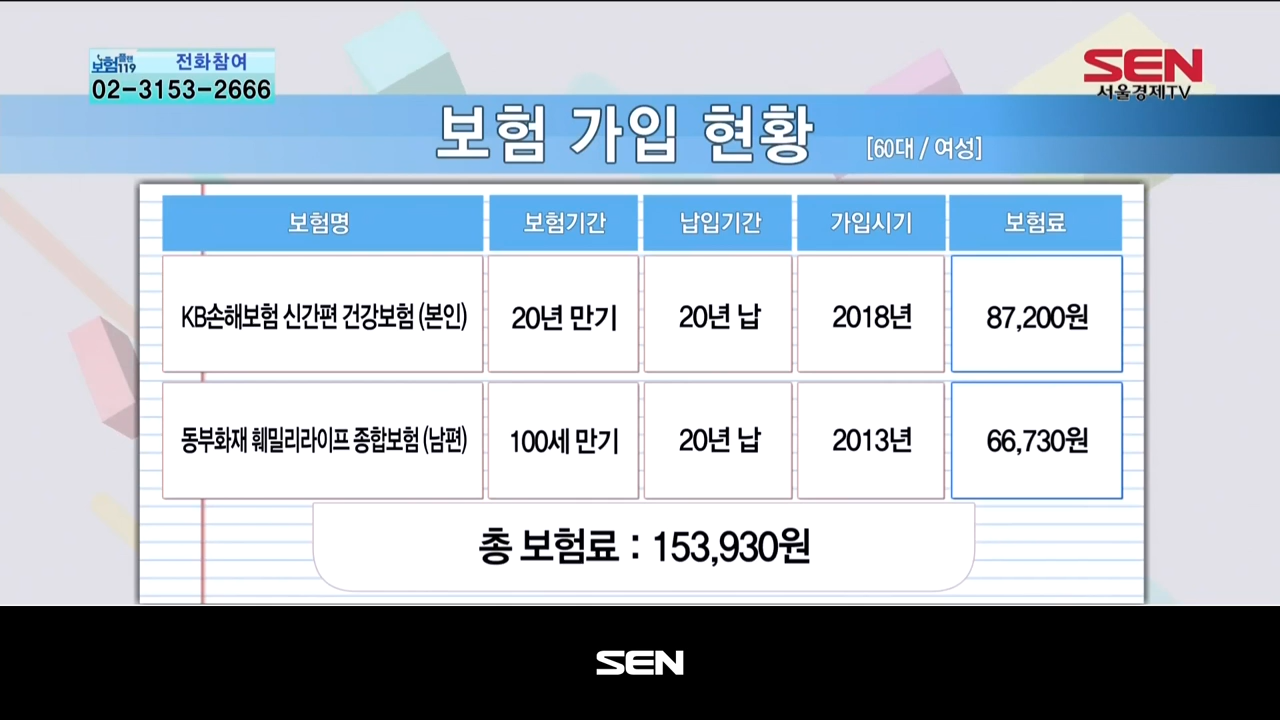 보험플랜119 전화참여
02-3153-2666
SEN
서울경제TV
보험 가입 현황 [60대 / 여성]
보험명 보험기간 납입기간 가입시기 보험료
KB손해보험 신간편 건강보험 (본인) 20년 만기 20년 납 2018년 87,200원
동부화재 훼밀리라이프 종합보험 (남편) 100세 만기 20년 납 2013년 66,730원
총 보험료 : 153,930원
SEN